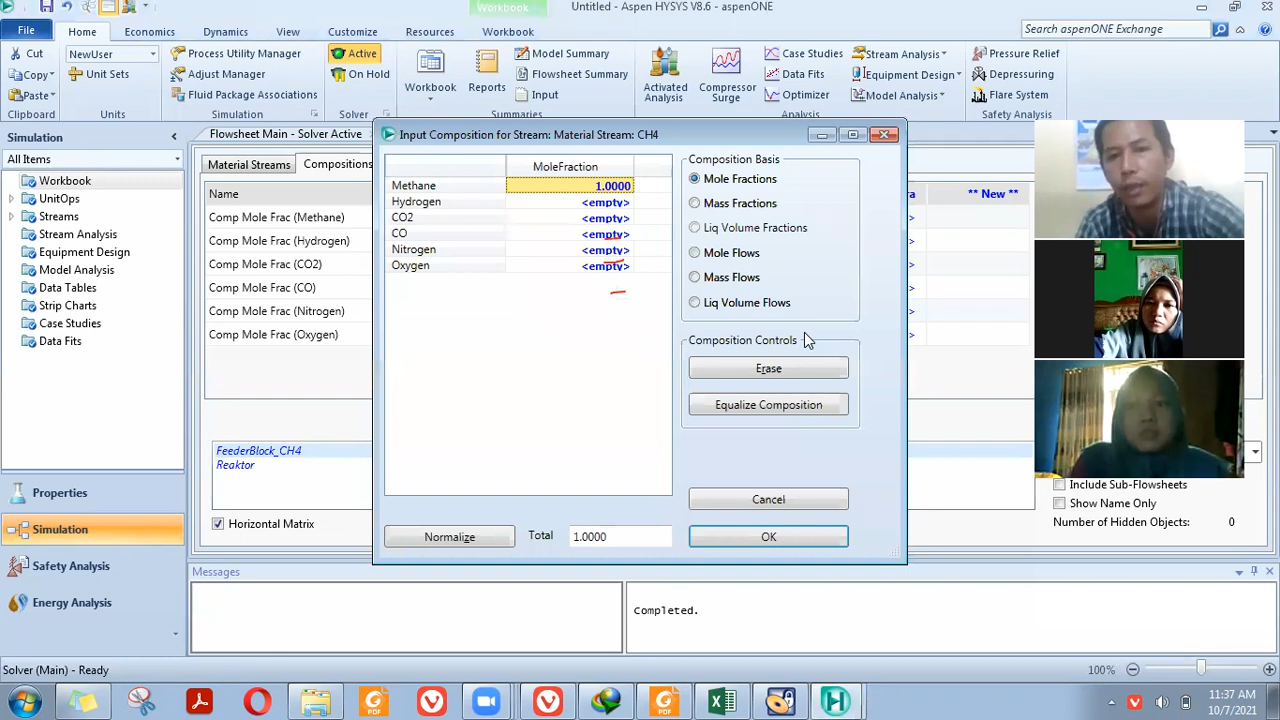 Workbook
Untitled - Aspen HYSYS V8.6 - aspenONE
File
Home
Economics
Dynamics
View
Customize
Resources
Workbook
Search aspenONE Exchange
Cut
Copy
Paste
Clipboard
NewUser
Unit Sets
Units
Process Utility Manager
Adjust Manager
Fluid Package Associations
Simulation
Active
On Hold
Solver
Workbook
Reports
Model Summary
Flowsheet Summary
Input
Summaries
Activated Analysis
Compressor Surge
Case Studies
Data Fits
Optimizer
Stream Analysis
Equipment Design
Model Analysis
Analysis
Pressure Relief
Depressuring
Flare System
Safety Analysis
Simulation
All Items
Workbook
UnitOps
Streams
Stream Analysis
Equipment Design
Model Analysis
Data Tables
Strip Charts
Case Studies
Data Fits
Properties
Simulation
Safety Analysis
Energy Analysis
Flowsheet Main - Solver Active
Material Streams
Compositions
Name
** New **
Comp Mole Frac (Methane)
Comp Mole Frac (Hydrogen)
Comp Mole Frac (CO2)
Comp Mole Frac (CO)
Comp Mole Frac (Nitrogen)
Comp Mole Frac (Oxygen)
FeederBlock_CH4
Reaktor
Horizontal Matrix
Include Sub-Flowsheets
Show Name Only
Number of Hidden Objects: 0
Input Composition for Stream: Material Stream: CH4
MoleFraction
Methane 1.0000
Hydrogen <empty>
CO2 <empty>
CO <empty>
Nitrogen <empty>
Oxygen <empty>
Composition Basis
Mole Fractions
Mass Fractions
Liq Volume Fractions
Mole Flows
Mass Flows
Liq Volume Flows
Composition Controls
Erase
Equalize Composition
Cancel
Normalize
Total 1.0000
OK
Messages
Completed.
Solver (Main) - Ready
100%
11:37 AM
10/7/2021